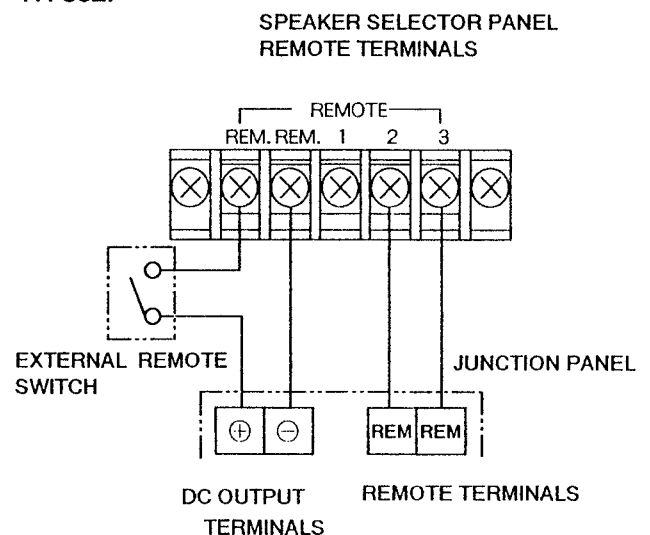 SPEAKER SELECTOR PANEL
REMOTE TERMINALS
REMOTE
REM. REM. 1 2 3
EXTERNAL REMOTE
SWITCH
JUNCTION PANEL
REM REM
DC OUTPUT
TERMINALS
REMOTE TERMINALS